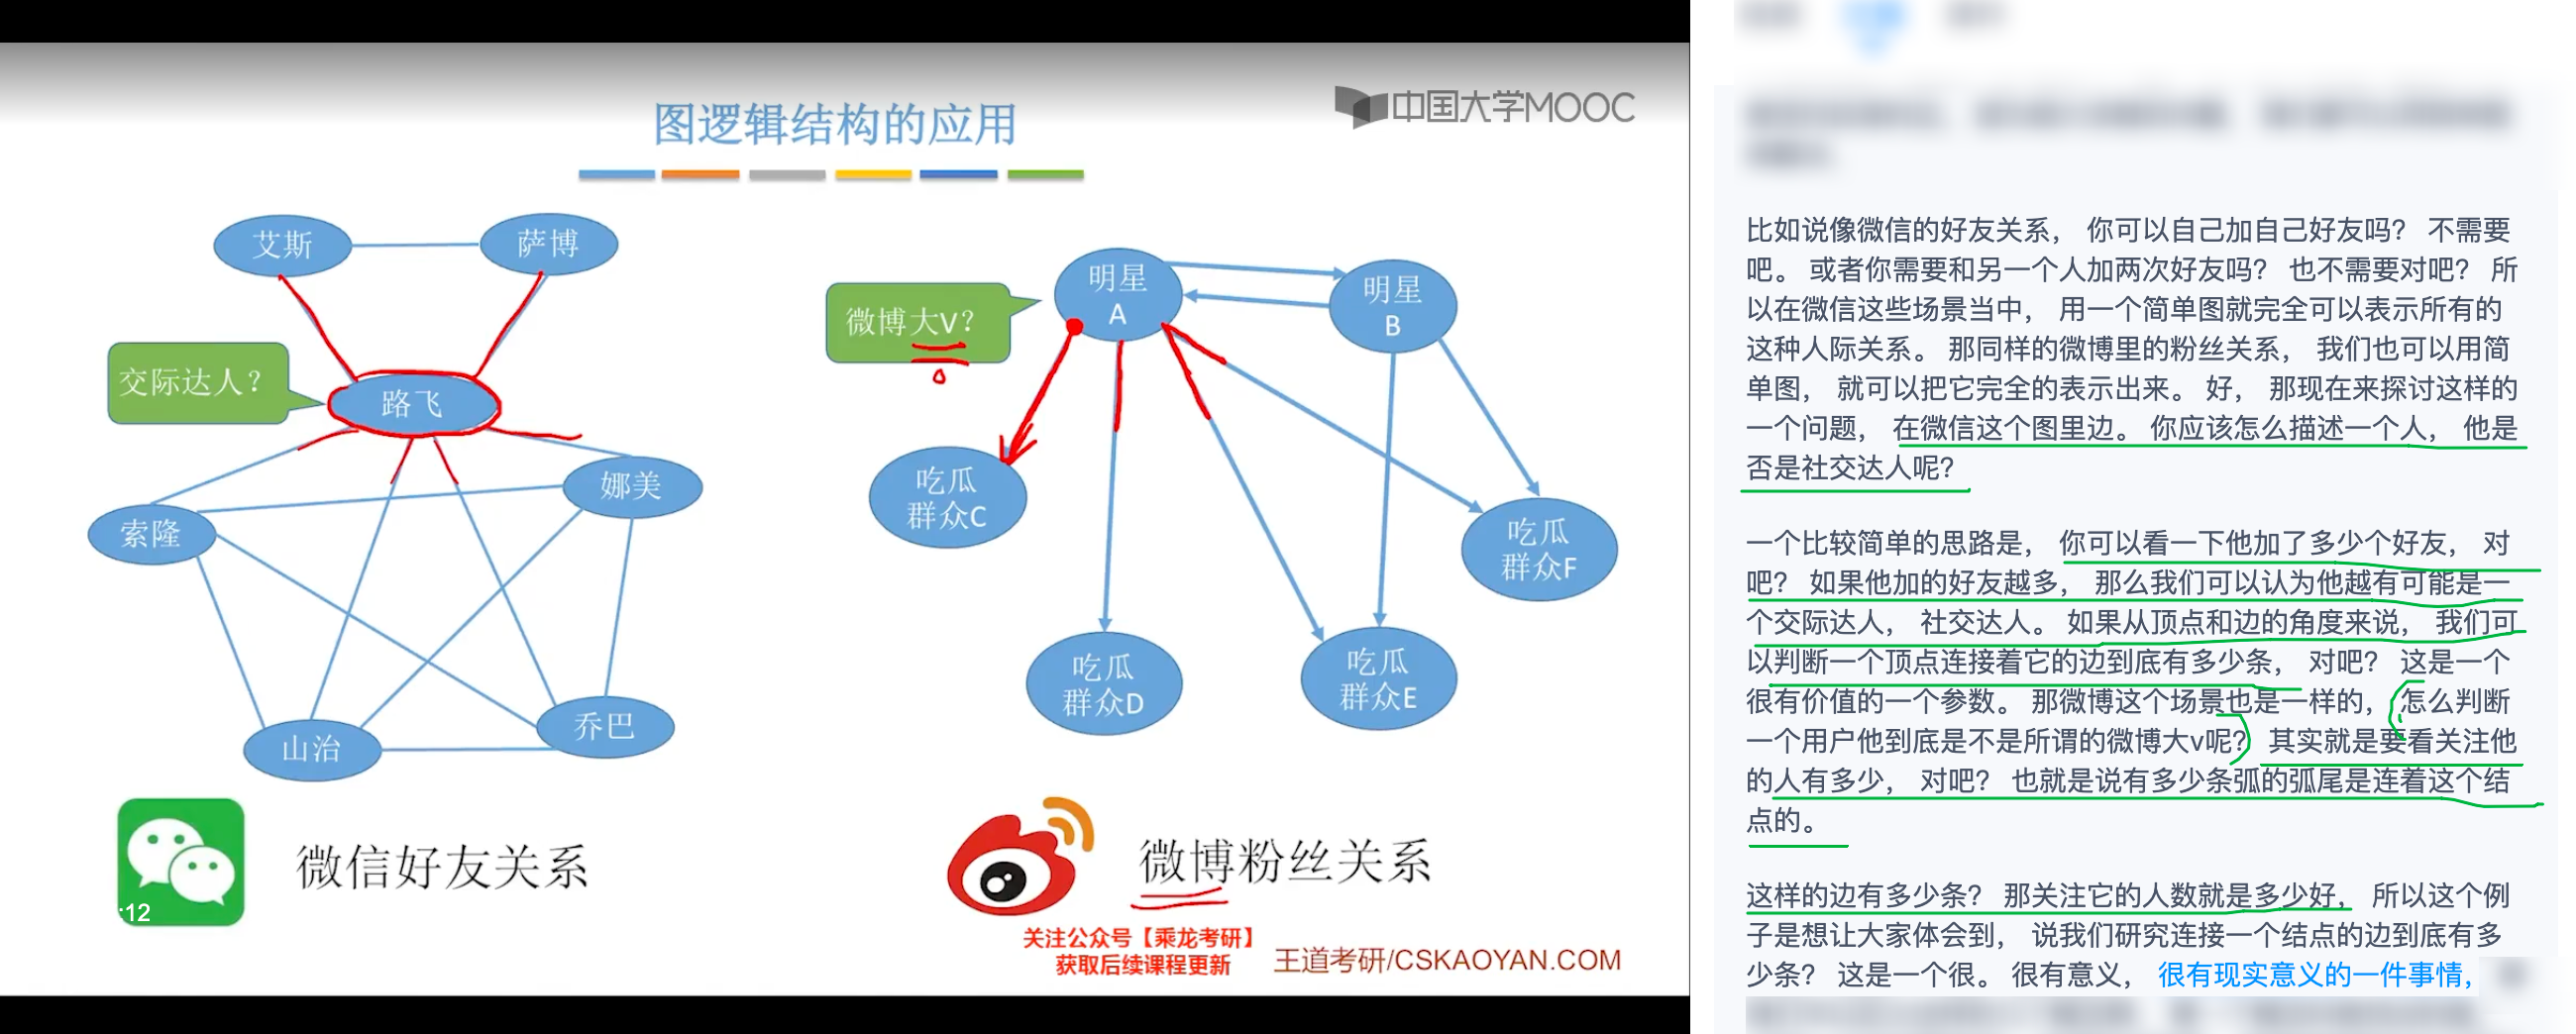 中国大学MOOC
图逻辑结构的应用
艾斯
萨博
交际达人?
路飞
娜美
索隆
山治
乔巴
微信好友关系
:12
微博大V?
明星
A
明星
B
吃瓜
群众C
吃瓜
群众F
吃瓜
群众D
吃瓜
群众E
微博粉丝关系
关注公众号【乘龙考研】
获取后续课程更新
王道考研/CSKAOYAN.COM
比如说像微信的好友关系， 你可以自己加自己好友吗？ 不需要
吧。 或者你需要和另一个人加两次好友吗？ 也不需要对吧？ 所
以在微信这些场景当中， 用一个简单图就完全可以表示所有的
这种人际关系。 那同样的微博里的粉丝关系， 我们也可以用简
单图， 就可以把它完全的表示出来。 好， 那现在来探讨这样的
一个问题， 在微信这个图里边。 你应该怎么描述一个人， 他是
否是社交达人呢？
一个比较简单的思路是， 你可以看一下他加了多少个好友， 对
吧？ 如果他加的好友越多， 那么我们可以认为他越有可能是一
个交际达人， 社交达人。 如果从顶点和边的角度来说， 我们可
以判断一个顶点连接着它的边到底有多少条， 对吧？ 这是一个
很有价值的一个参数。 那微博这个场景也是一样的， 怎么判断
一个用户他到底是不是所谓的微博大v呢？ 其实就是要看关注他
的人有多少， 对吧？ 也就是说有多少条弧的弧尾是连着这个结
点的。
这样的边有多少条？ 那关注它的人数就是多少好， 所以这个例
子是想让大家体会到， 说我们研究连接一个结点的边到底有多
少条？ 这是一个很。 很有意义， 很有现实意义的一件事情，